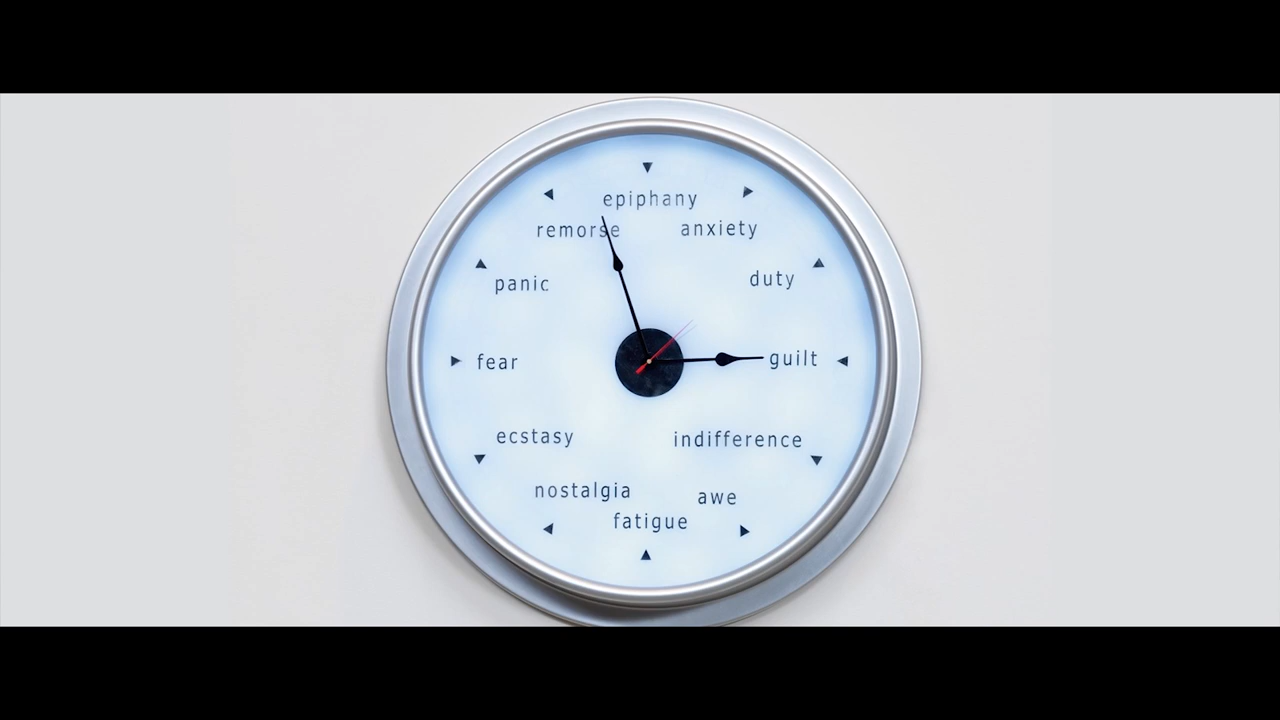 epiphany
remorse anxiety
panic duty
fear guilt
ecstasy indifference
nostalgia awe
fatigue